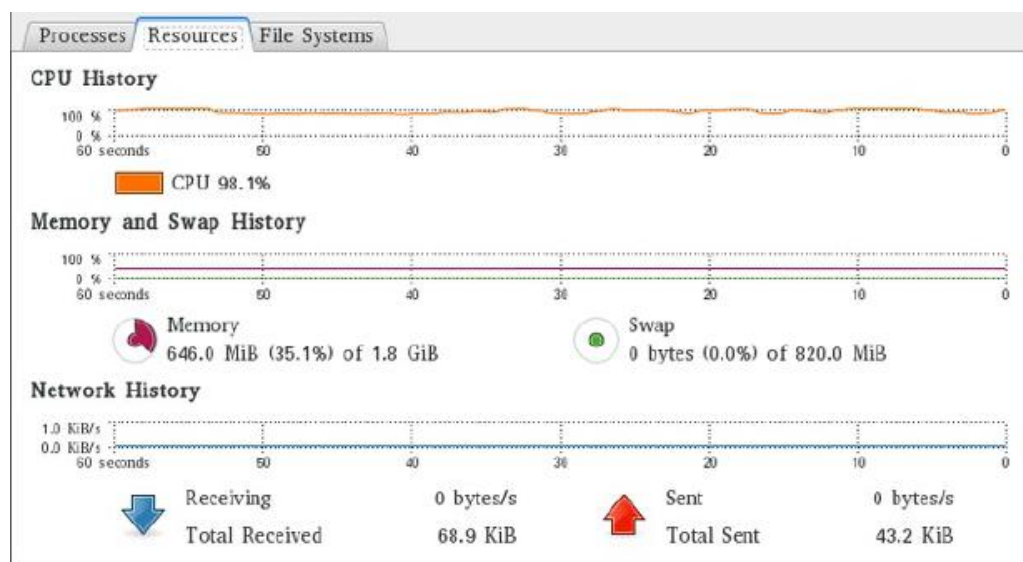 Processes Resources File Systems
CPU History
100 %
0 %
60 seconds 50 40 30 20 10 0
CPU 98.1%
Memory and Swap History
100 %
0 %
60 seconds 50 40 30 20 10 0
Memory Swap
646.0 MiB (35.1%) of 1.8 GiB 0 bytes (0.0%) of 820.0 MiB
Network History
1.0 KiB/s
0.0 KiB/s
60 seconds 50 40 30 20 10 0
Receiving 0 bytes/s Sent 0 bytes/s
Total Received 68.9 KiB Total Sent 43.2 KiB